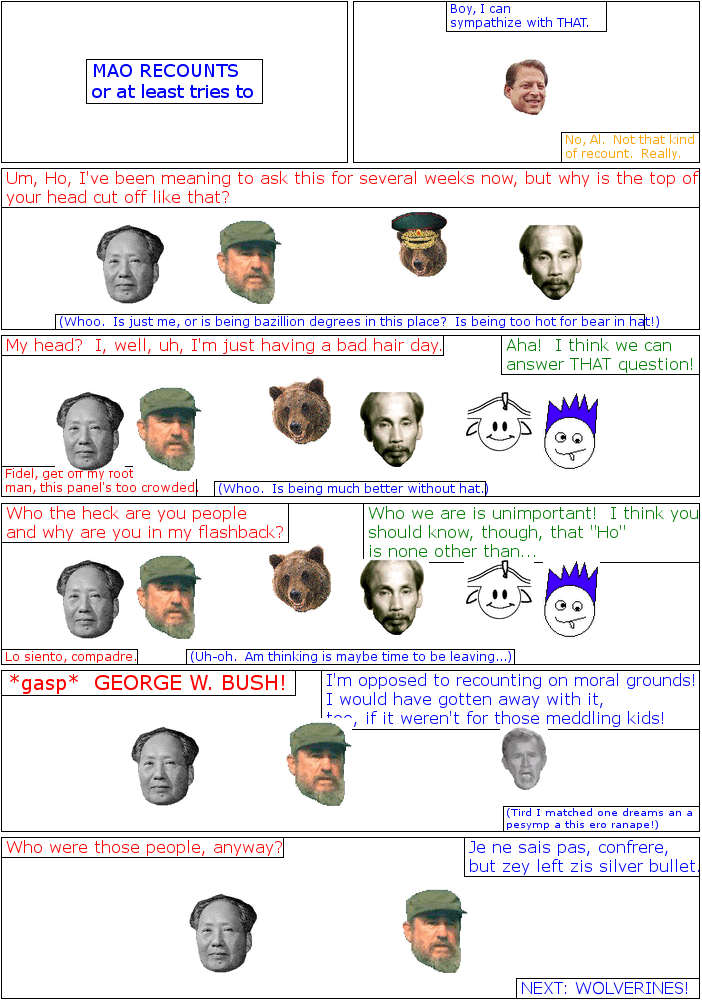 MAO RECOUNTS
or at least tries to
Boy, I can
sympathize with THAT.
No, Al.  Not that kind
of recount.  Really.
Um, Ho, I've been meaning to ask this for several weeks now, but why is the top of
your head cut off like that?
(Whoo.  Is just me, or is being bazillion degrees in this place?  Is being too hot for bear in hat!)
My head?  I, well, uh, I'm just having a bad hair day.
Aha!  I think we can
answer THAT question!
Fidel, get off my foot
man, this panel's too crowded.
(Whoo.  Is being much better without hat.)
Who the heck are you people
and why are you in my flashback?
Who we are is unimportant!  I think you
should know, though, that "Ho"
is none other than...
Lo siento, compadre.
(Uh-oh.  Am thinking is maybe time to be leaving...)
*gasp*  GEORGE W. BUSH!
I'm opposed to recounting on moral grounds!
I would have gotten away with it,
too, if it weren't for those meddling kids!
(Tird I matched one dreams an a
pesymp a this ero ranape!)
Who were those people, anyway?
Je ne sais pas, confrere,
but zey left zis silver bullet.
NEXT: WOLVERINES!